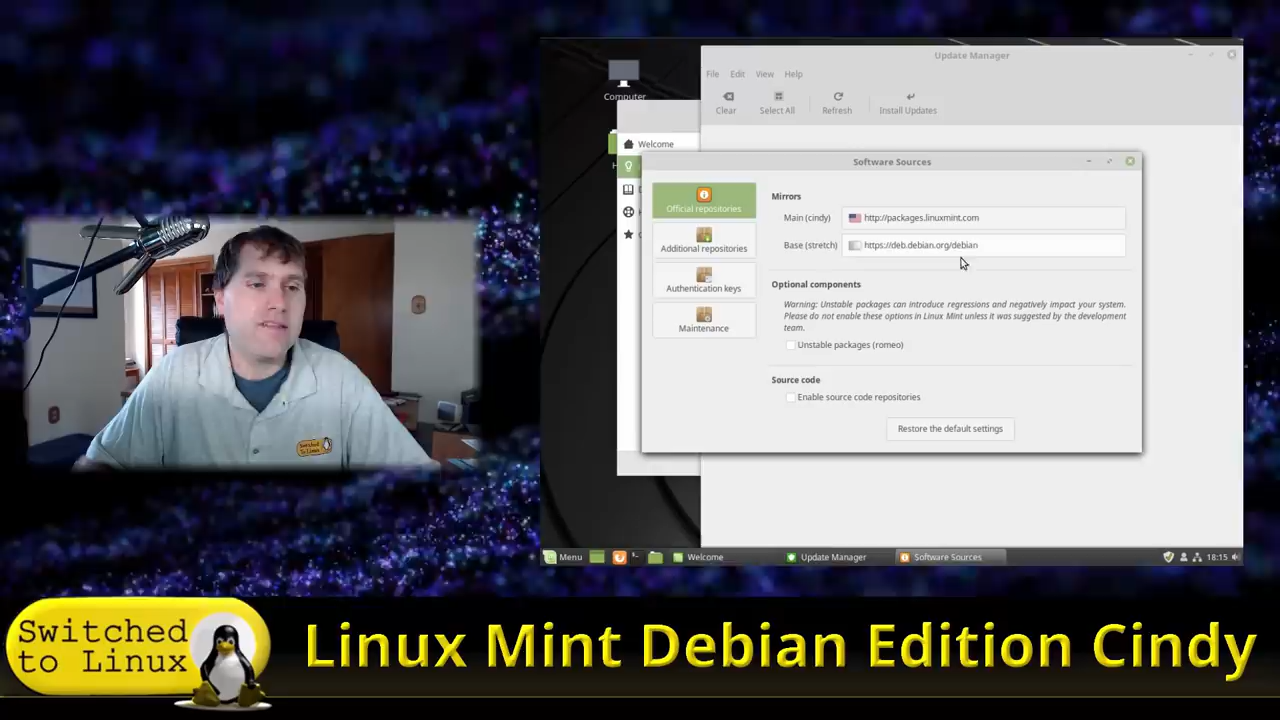 Update Manager
File Edit View Help
Clear Select All Refresh Install Updates
Computer
Welcome
Software Sources
Official repositories
Additional repositories
Authentication keys
Maintenance
Mirrors
Main (cindy) http://packages.linuxmint.com
Base (stretch) https://deb.debian.org/debian
Optional components
Warning: Unstable packages can introduce regressions and negatively impact your system.
Please do not enable these options in Linux Mint unless it was suggested by the development
team.
Unstable packages (romeo)
Source code
Enable source code repositories
Restore the default settings
Menu Welcome Update Manager Software Sources 18:15
Switched
To Linux
Switched
to Linux
Linux Mint Debian Edition Cindy